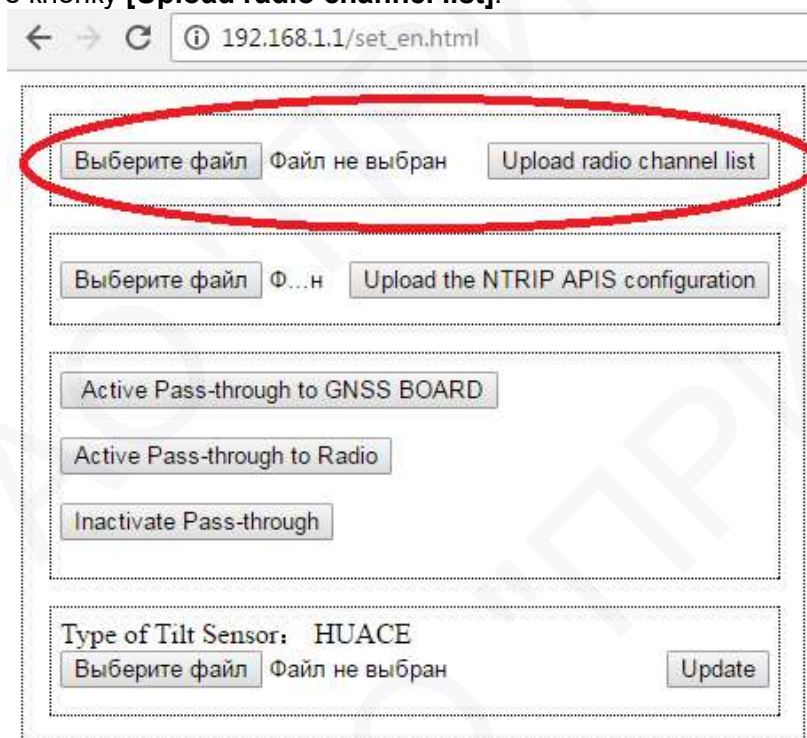 кнопку [Upload radio channel list].
192.168.1.1/set_en.html
Выберите файл Файл не выбран Upload radio channel list
Выберите файл Ф...н Upload the NTRIP APIS configuration
Active Pass-through to GNSS BOARD
Active Pass-through to Radio
Inactivate Pass-through
Type of Tilt Sensor： HUACE
Выберите файл Файл не выбран Update